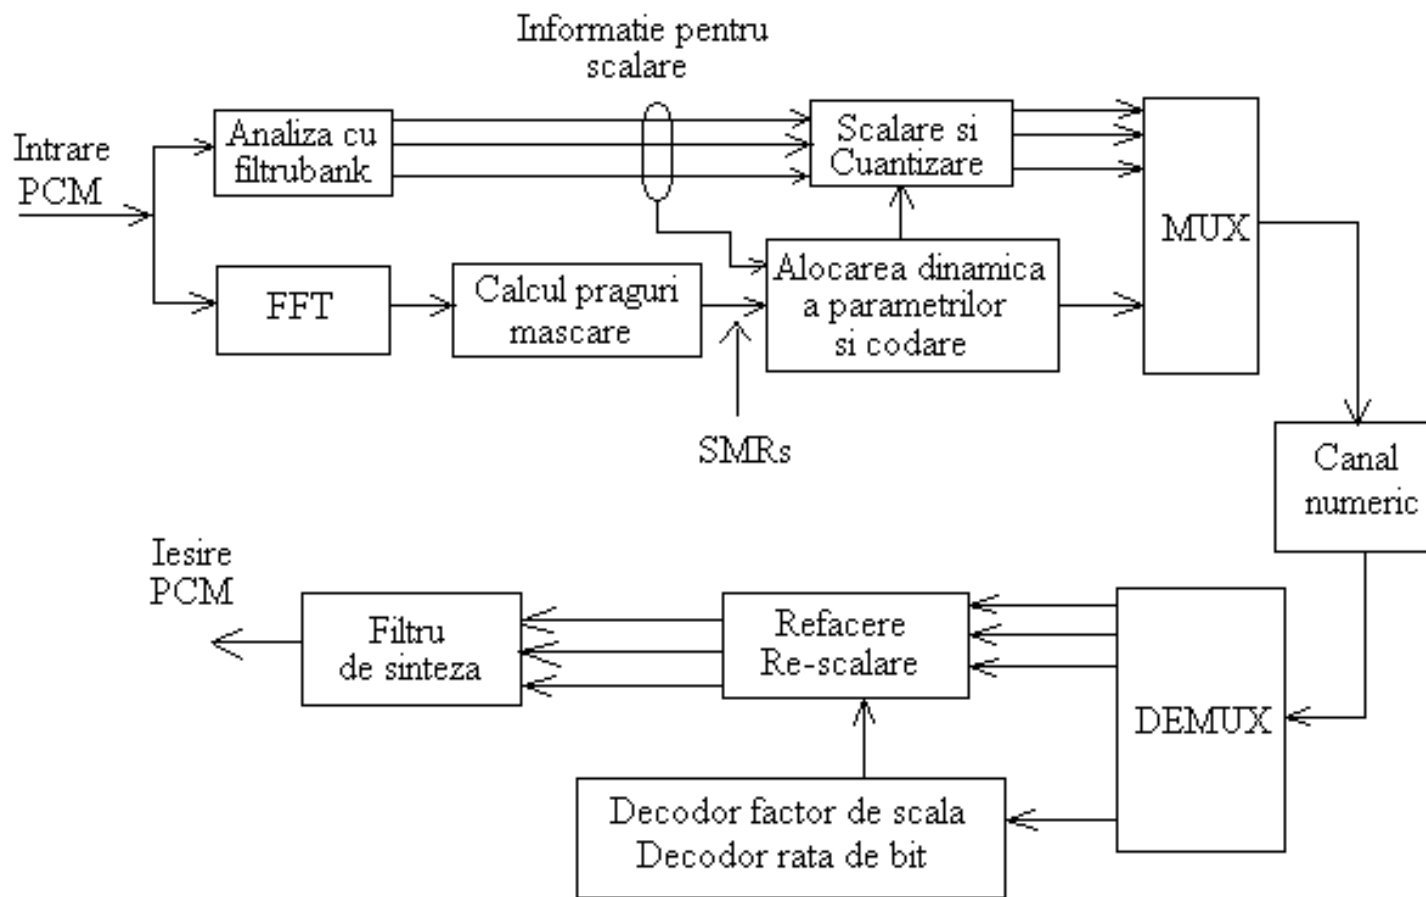 Informatie pentru
scalare
Intrare
PCM
Analiza cu
filtrubank
Scalare si
Cuantizare
MUX
FFT
Calcul praguri
mascare
Alocarea dinamica
a parametrilor
si codare
SMRs
Canal
numeric
Iesire
PCM
Filtru
de sinteza
Refacere
Re-scalare
DEMUX
Decodor factor de scala
Decodor rata de bit